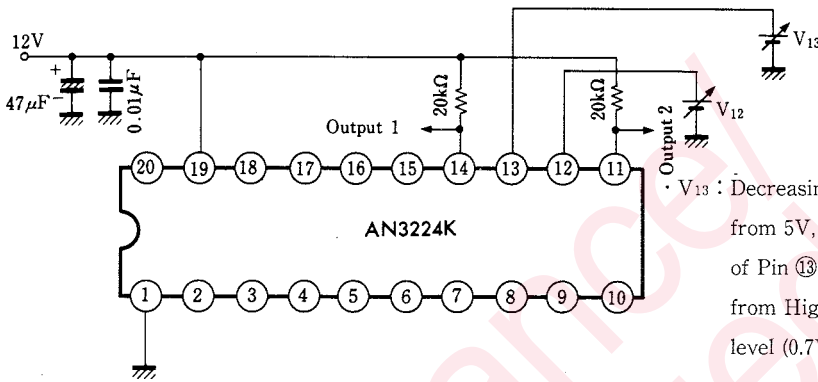 12V
V13
+
47μF
−
0.01μF
20kΩ
20kΩ
V12
Output 1
Output 2
20 19 18 17 16 15 14 13 12 11
AN3224K
1 2 3 4 5 6 7 8 9 10
· V13 : Decreasin
from 5V,
of Pin ⑬
from Hig
level (0.7V